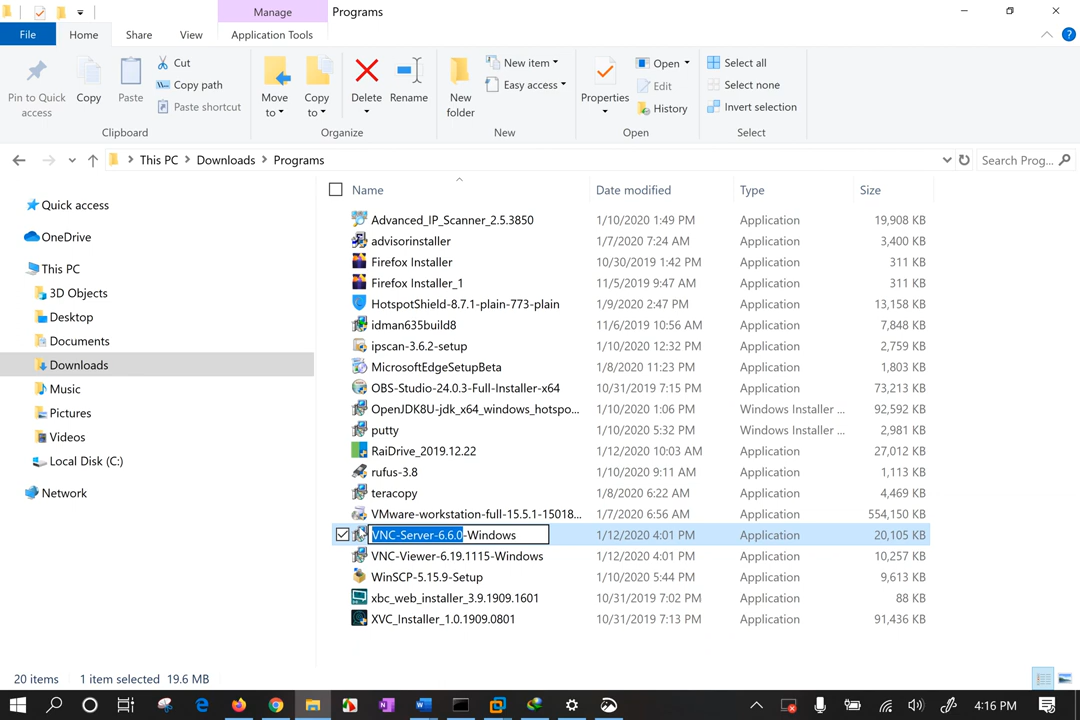 Manage
Programs
File
Home
Share
View
Application Tools
Pin to Quick access
Copy
Paste
Cut
Copy path
Paste shortcut
Clipboard
Move to
Copy to
Delete
Rename
Organize
New folder
New item
Easy access
New
Properties
Open
Edit
History
Open
Select all
Select none
Invert selection
Select
This PC
Downloads
Programs
Search Prog...
Quick access
OneDrive
This PC
3D Objects
Desktop
Documents
Downloads
Music
Pictures
Videos
Local Disk (C:)
Network
Name Date modified Type Size
Advanced_IP_Scanner_2.5.3850 1/10/2020 1:49 PM Application 19,908 KB
advisorinstaller 1/7/2020 7:24 AM Application 3,400 KB
Firefox Installer 10/30/2019 1:42 PM Application 311 KB
Firefox Installer_1 11/5/2019 9:47 AM Application 311 KB
HotspotShield-8.7.1-plain-773-plain 1/9/2020 2:47 PM Application 13,158 KB
idman635build8 11/6/2019 10:56 AM Application 7,848 KB
ipscan-3.6.2-setup 1/10/2020 12:32 PM Application 2,759 KB
MicrosoftEdgeSetupBeta 1/8/2020 11:23 PM Application 1,803 KB
OBS-Studio-24.0.3-Full-Installer-x64 10/31/2019 7:15 PM Application 73,213 KB
OpenJDK8U-jdk_x64_windows_hotspo... 1/10/2020 1:06 PM Windows Installer ... 92,592 KB
putty 1/10/2020 5:32 PM Windows Installer ... 2,981 KB
RaiDrive_2019.12.22 1/12/2020 10:03 AM Application 27,012 KB
rufus-3.8 1/10/2020 9:11 AM Application 1,113 KB
teracopy 1/8/2020 6:22 AM Application 4,469 KB
VMware-workstation-full-15.5.1-15018... 1/7/2020 6:56 AM Application 554,150 KB
VNC-Server-6.6.0-Windows 1/12/2020 4:01 PM Application 20,105 KB
VNC-Viewer-6.19.1115-Windows 1/12/2020 4:01 PM Application 10,257 KB
WinSCP-5.15.9-Setup 1/10/2020 5:44 PM Application 9,613 KB
xbc_web_installer_3.9.1909.1601 10/31/2019 7:02 PM Application 88 KB
XVC_Installer_1.0.1909.0801 10/31/2019 7:13 PM Application 91,436 KB
20 items 1 item selected 19.6 MB
4:16 PM